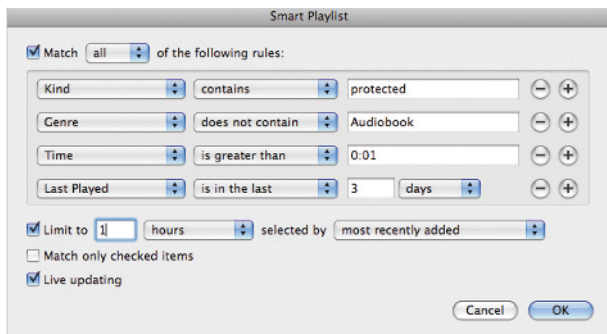 Smart Playlist
Match all of the following rules:
Kind contains protected
Genre does not contain Audiobook
Time is greater than 0:01
Last Played is in the last 3 days
Limit to 1 hours selected by most recently added
Match only checked items
Live updating
Cancel OK